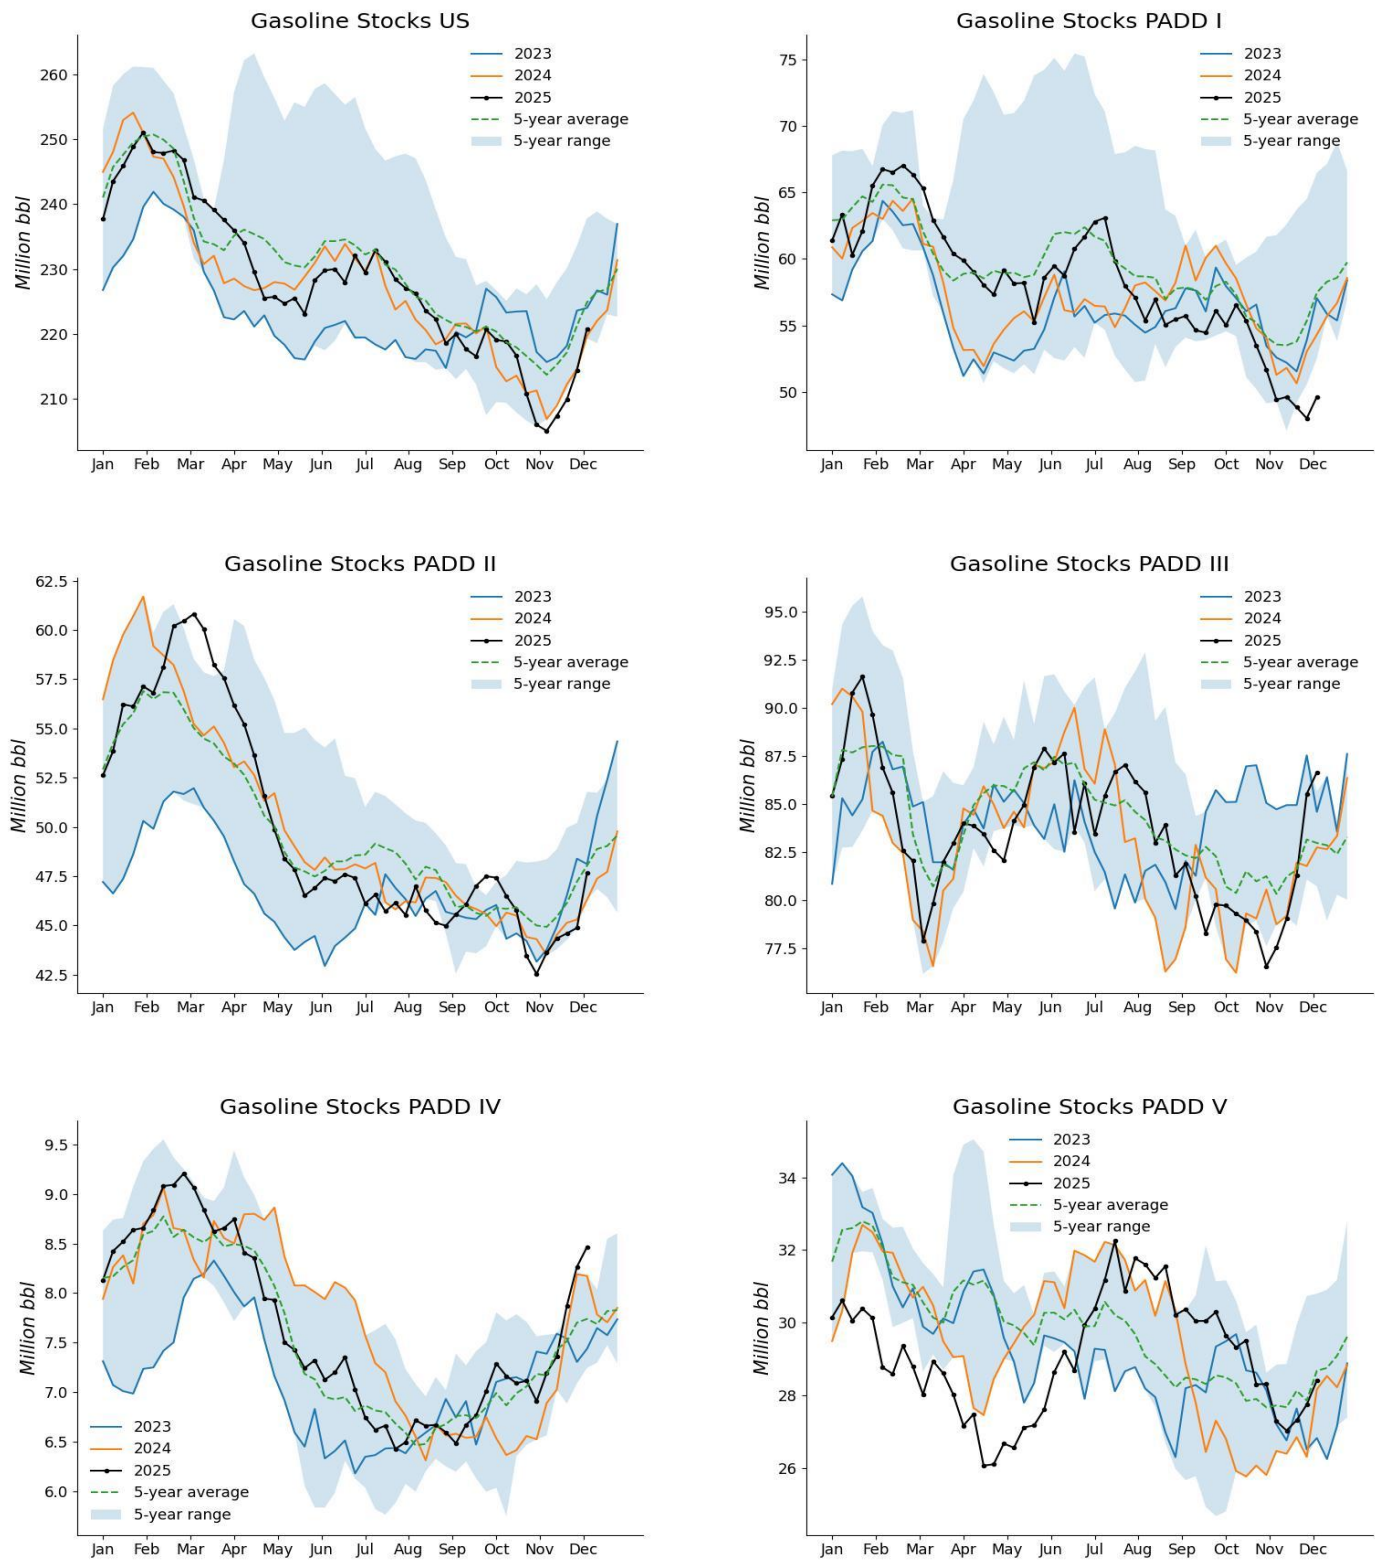 Gasoline Stocks US
Million bbl
260
250
240
230
220
210
Jan Feb Mar Apr May Jun Jul Aug Sep Oct Nov Dec
2023
2024
2025
5-year average
5-year range
Gasoline Stocks PADD I
Million bbl
75
70
65
60
55
50
Jan Feb Mar Apr May Jun Jul Aug Sep Oct Nov Dec
2023
2024
2025
5-year average
5-year range
Gasoline Stocks PADD II
Million bbl
62.5
60.0
57.5
55.0
52.5
50.0
47.5
45.0
42.5
Jan Feb Mar Apr May Jun Jul Aug Sep Oct Nov Dec
2023
2024
2025
5-year average
5-year range
Gasoline Stocks PADD III
Million bbl
95.0
92.5
90.0
87.5
85.0
82.5
80.0
77.5
Jan Feb Mar Apr May Jun Jul Aug Sep Oct Nov Dec
2023
2024
2025
5-year average
5-year range
Gasoline Stocks PADD IV
Million bbl
9.5
9.0
8.5
8.0
7.5
7.0
6.5
6.0
Jan Feb Mar Apr May Jun Jul Aug Sep Oct Nov Dec
2023
2024
2025
5-year average
5-year range
Gasoline Stocks PADD V
Million bbl
34
32
30
28
26
Jan Feb Mar Apr May Jun Jul Aug Sep Oct Nov Dec
2023
2024
2025
5-year average
5-year range